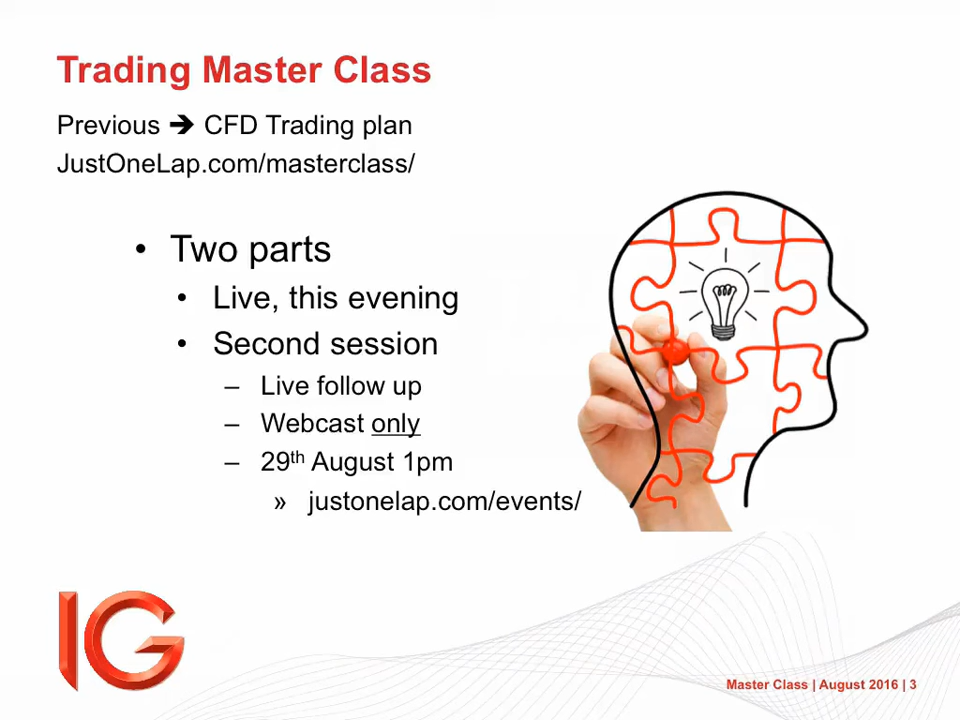 Trading Master Class
Previous ➔ CFD Trading plan
JustOneLap.com/masterclass/
• Two parts
• Live, this evening
• Second session
– Live follow up
– Webcast only
– 29th August 1pm
» justonelap.com/events/
IG
Master Class | August 2016 | 3